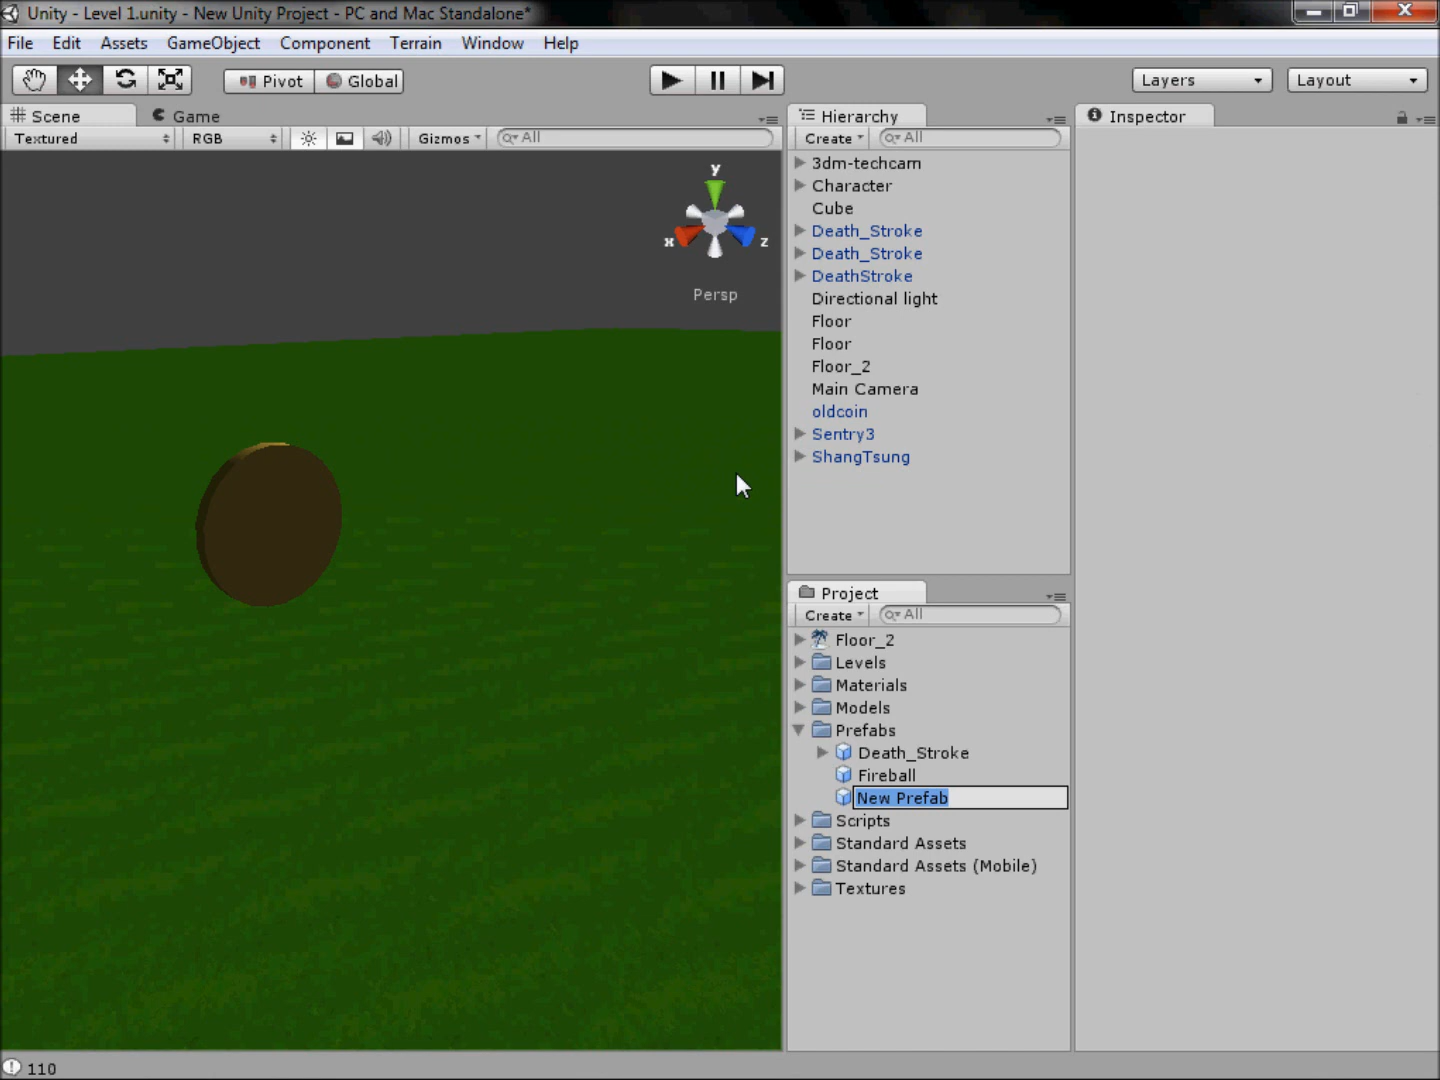 Unity - Level 1.unity - New Unity Project - PC and Mac Standalone*
File Edit Assets GameObject Component Terrain Window Help
Pivot Global Layers Layout
Scene Game
Textured RGB Gizmos All
y
x z
Persp
Hierarchy
Create All
3dm-techcam
Character
Cube
Death_Stroke
Death_Stroke
DeathStroke
Directional light
Floor
Floor
Floor_2
Main Camera
oldcoin
Sentry3
ShangTsung
Project
Create All
Floor_2
Levels
Materials
Models
Prefabs
Death_Stroke
Fireball
New Prefab
Scripts
Standard Assets
Standard Assets (Mobile)
Textures
Inspector
110